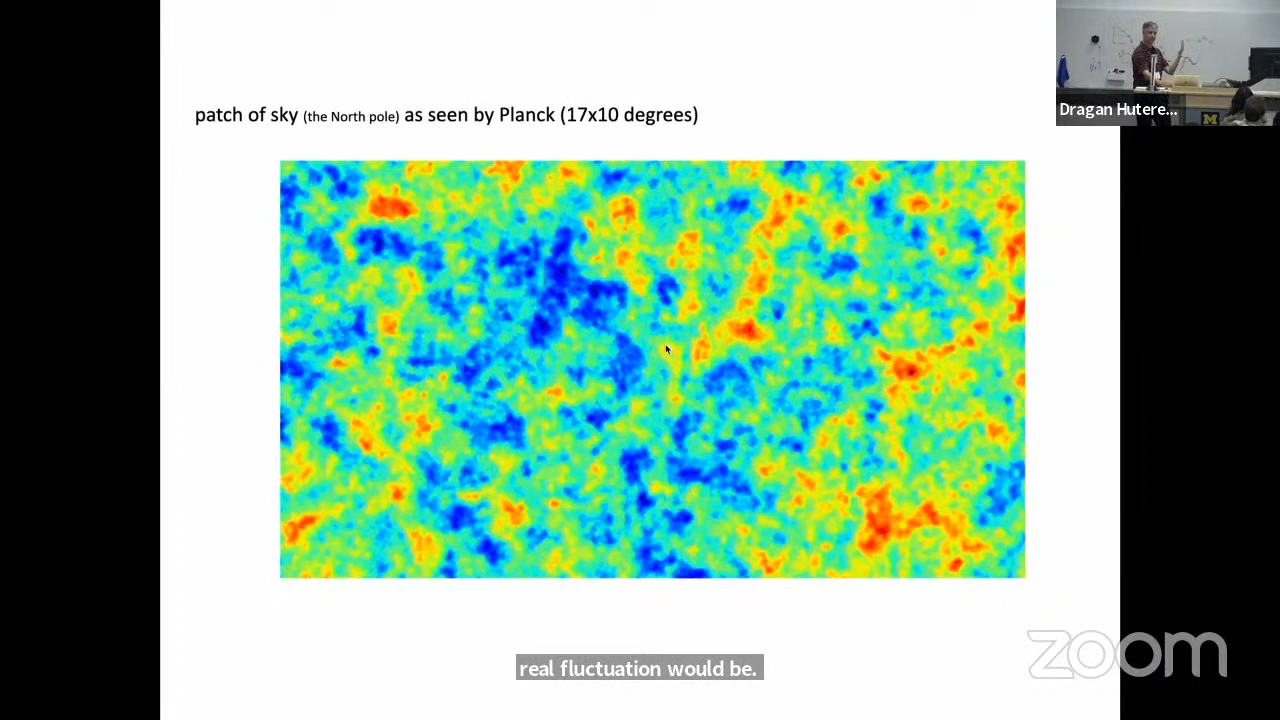 patch of sky (the North pole) as seen by Planck (17x10 degrees)
Dragan Hutere...
M
real fluctuation would be.
zoom